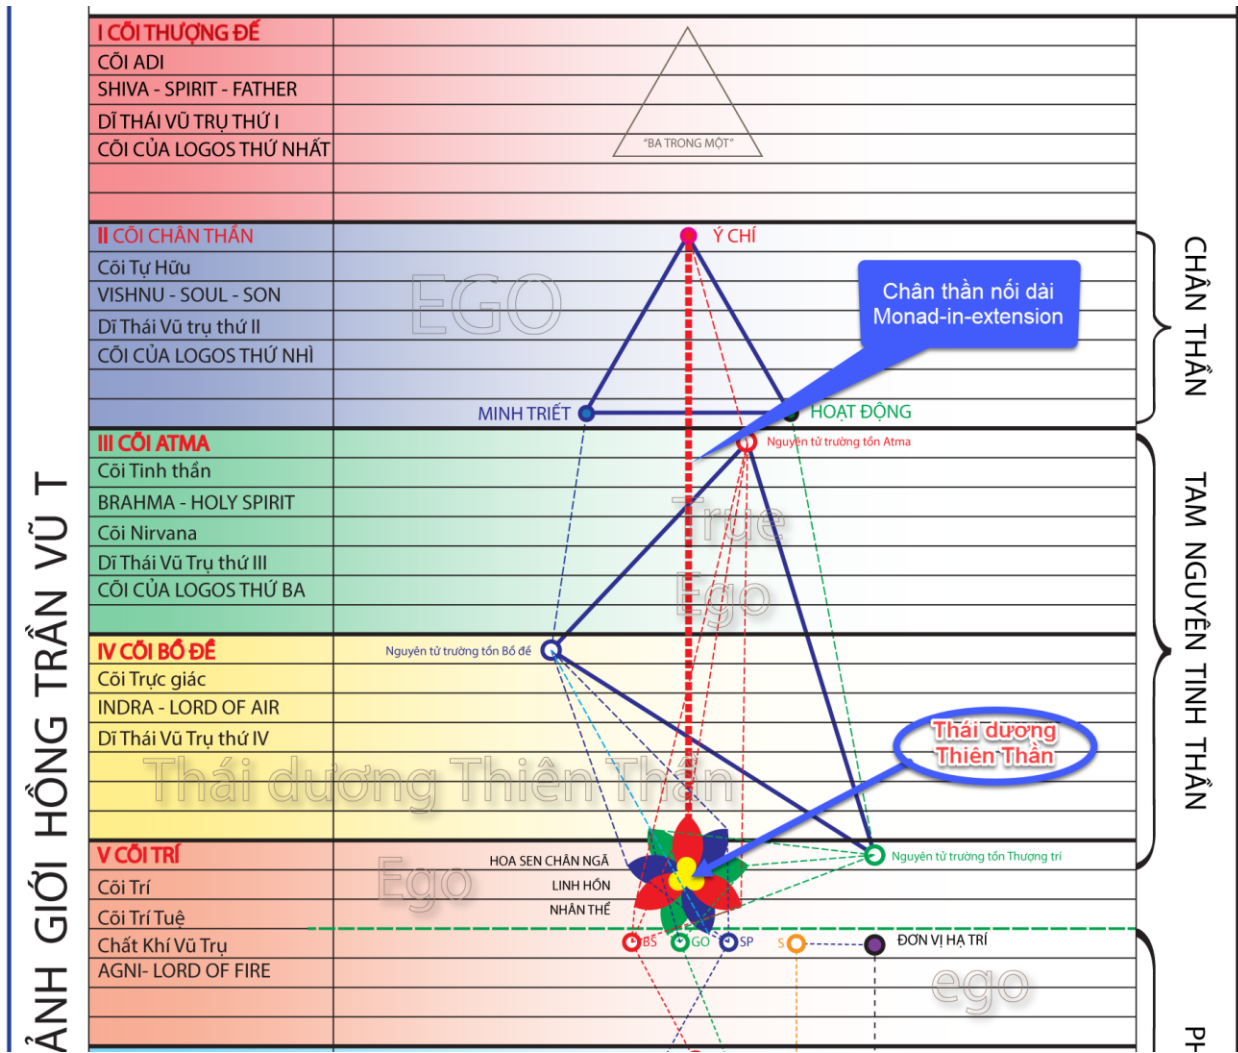 I CÕI THƯỢNG ĐẾ
CÕI ADI
SHIVA - SPIRIT - FATHER
DĨ THÁI VŨ TRỤ THỨ I
CÕI CỦA LOGOS THỨ NHẤT
"BA TRONG MỘT"
II CÕI CHÂN THẦN
Cõi Tự Hữu
VISHNU - SOUL - SON
Dĩ Thái Vũ trụ thứ II
CÕI CỦA LOGOS THỨ NHÌ
EGO
Ý CHÍ
Chân thần nối dài
Monad-in-extension
MINH TRIẾT
HOẠT ĐỘNG
CHÂN THẦN
III CÕI ATMA
Cõi Tinh thần
BRAHMA - HOLY SPIRIT
Cõi Nirvana
Dĩ Thái Vũ Trụ thứ III
CÕI CỦA LOGOS THỨ BA
Nguyên tử trường tồn Atma
True
Ego
TAM NGUYÊN TINH THẦN
IV CÕI BỒ ĐỀ
Cõi Trực giác
INDRA - LORD OF AIR
Dĩ Thái Vũ Trụ thứ IV
Nguyên tử trường tồn Bồ đề
Thái dương
Thiên Thần
Thái dương Thiên Thần
V CÕI TRÍ
Cõi Trí
Cõi Trí Tuệ
Chất Khí Vũ Trụ
AGNI- LORD OF FIRE
Ego
HOA SEN CHÂN NGÃ
LINH HỒN
NHÂN THỂ
Nguyên tử trường tồn Thượng trí
BS
GO
SP
S
ĐƠN VỊ HẠ TRÍ
ego
PH
ẢNH GIỚI HỒNG TRẦN VŨ T